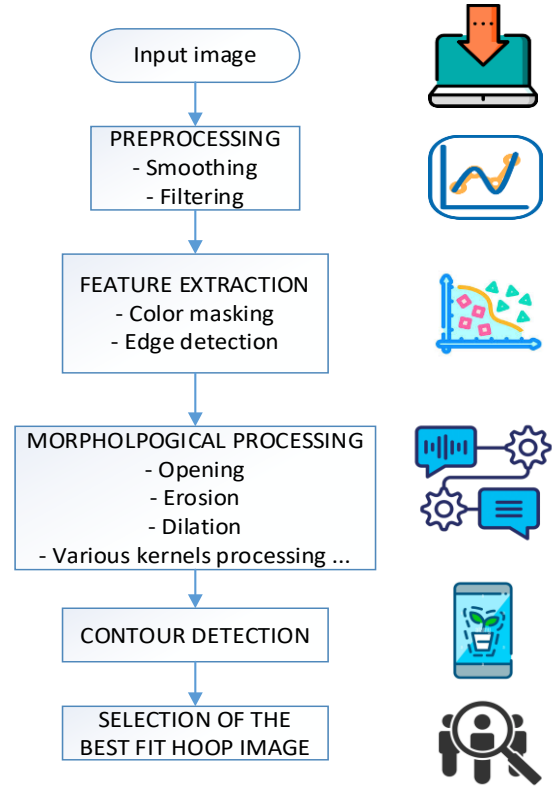 Input image
PREPROCESSING
- Smoothing
- Filtering
FEATURE EXTRACTION
- Color masking
- Edge detection
MORPHOLPOGICAL PROCESSING
- Opening
- Erosion
- Dilation
- Various kernels processing ...
CONTOUR DETECTION
SELECTION OF THE
BEST FIT HOOP IMAGE